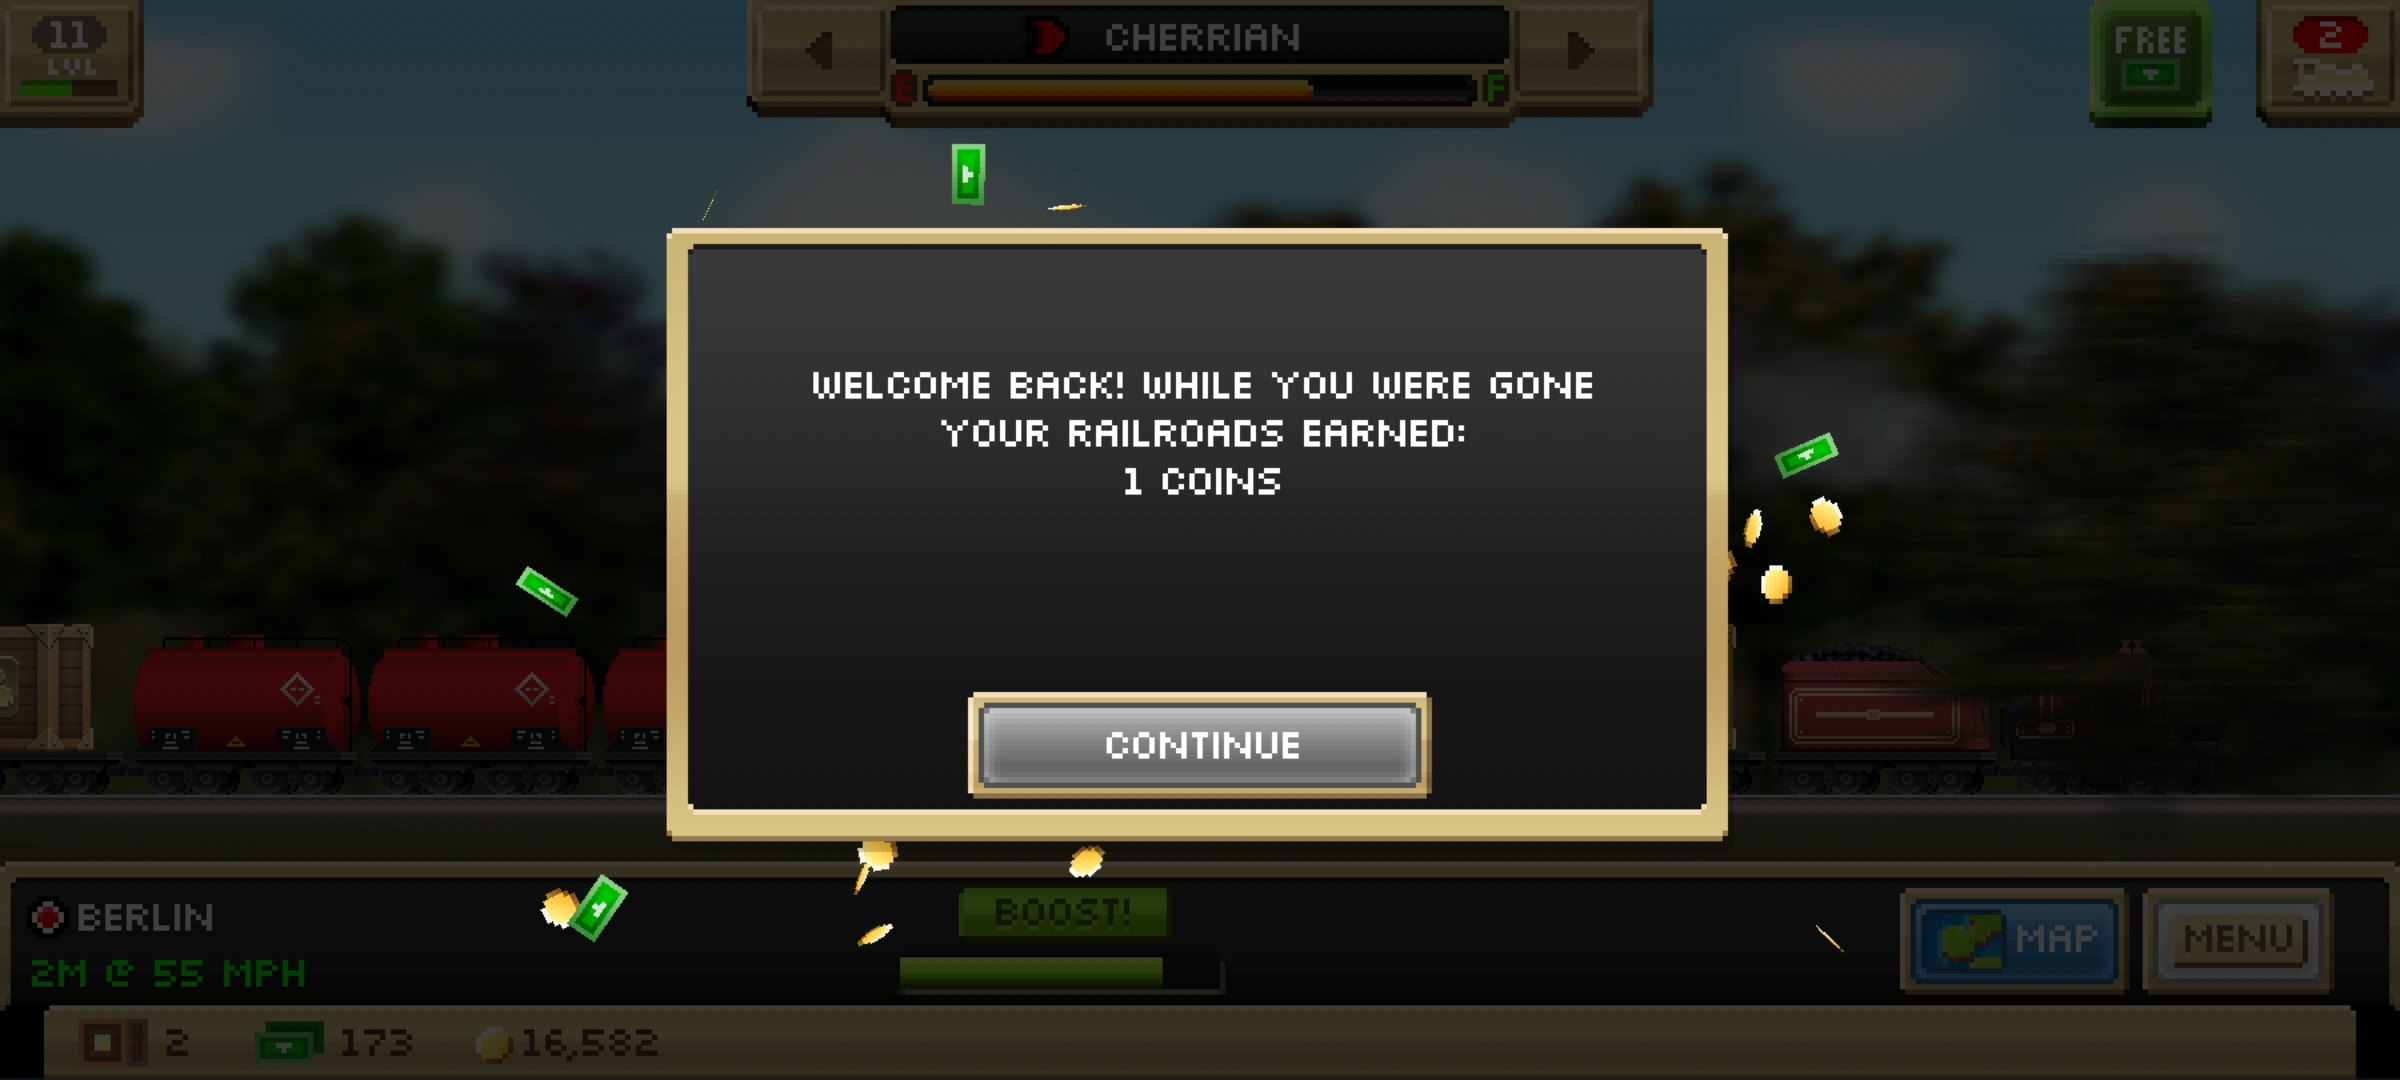 11
LVL
CHERRIAN
E F
FREE
2
WELCOME BACK! WHILE YOU WERE GONE
YOUR RAILROADS EARNED:
1 COINS
CONTINUE
BERLIN
2M @ 55 MPH
BOOST!
MAP
MENU
2 173 16,582